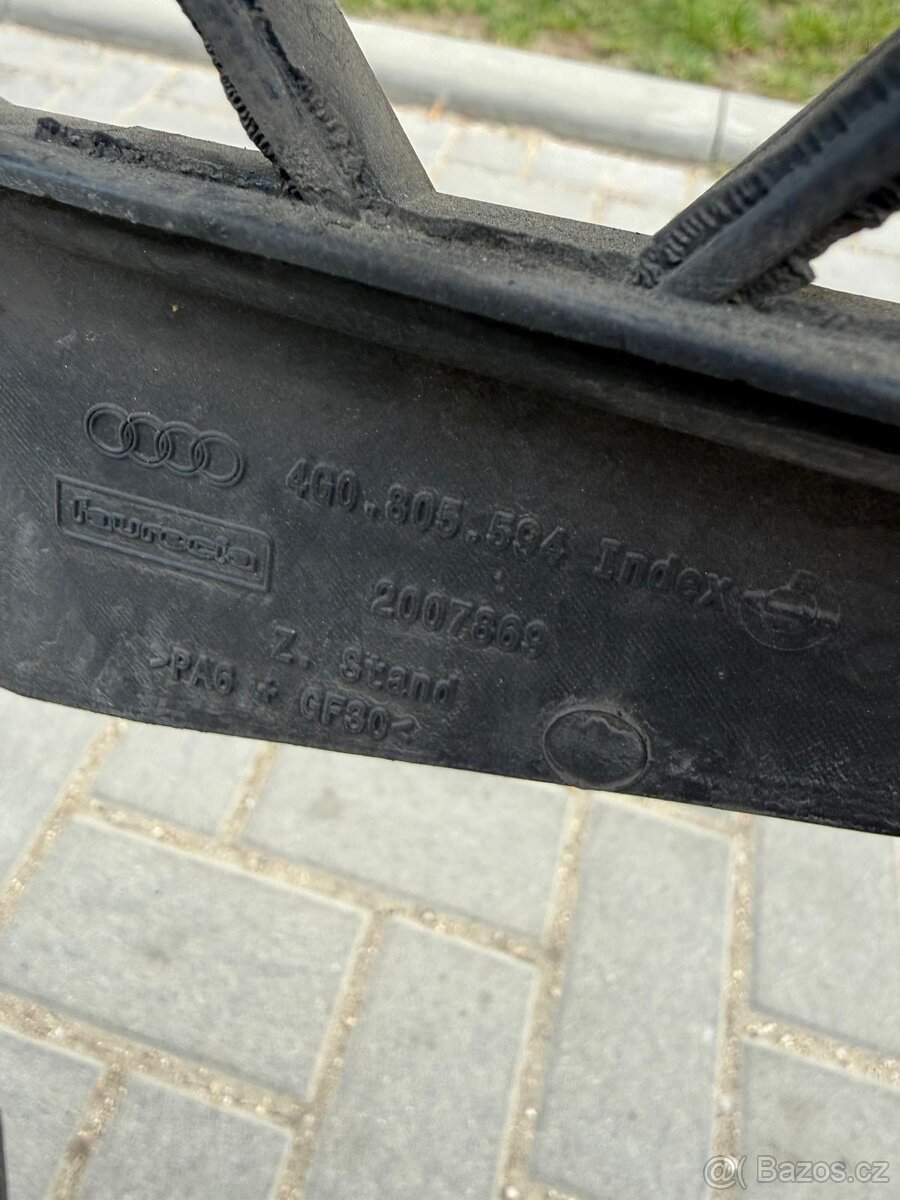 4G0.805.594 Index
faurecia
2007869
Z. Stand
>PA6 + GF30<
@ Bazos.cz